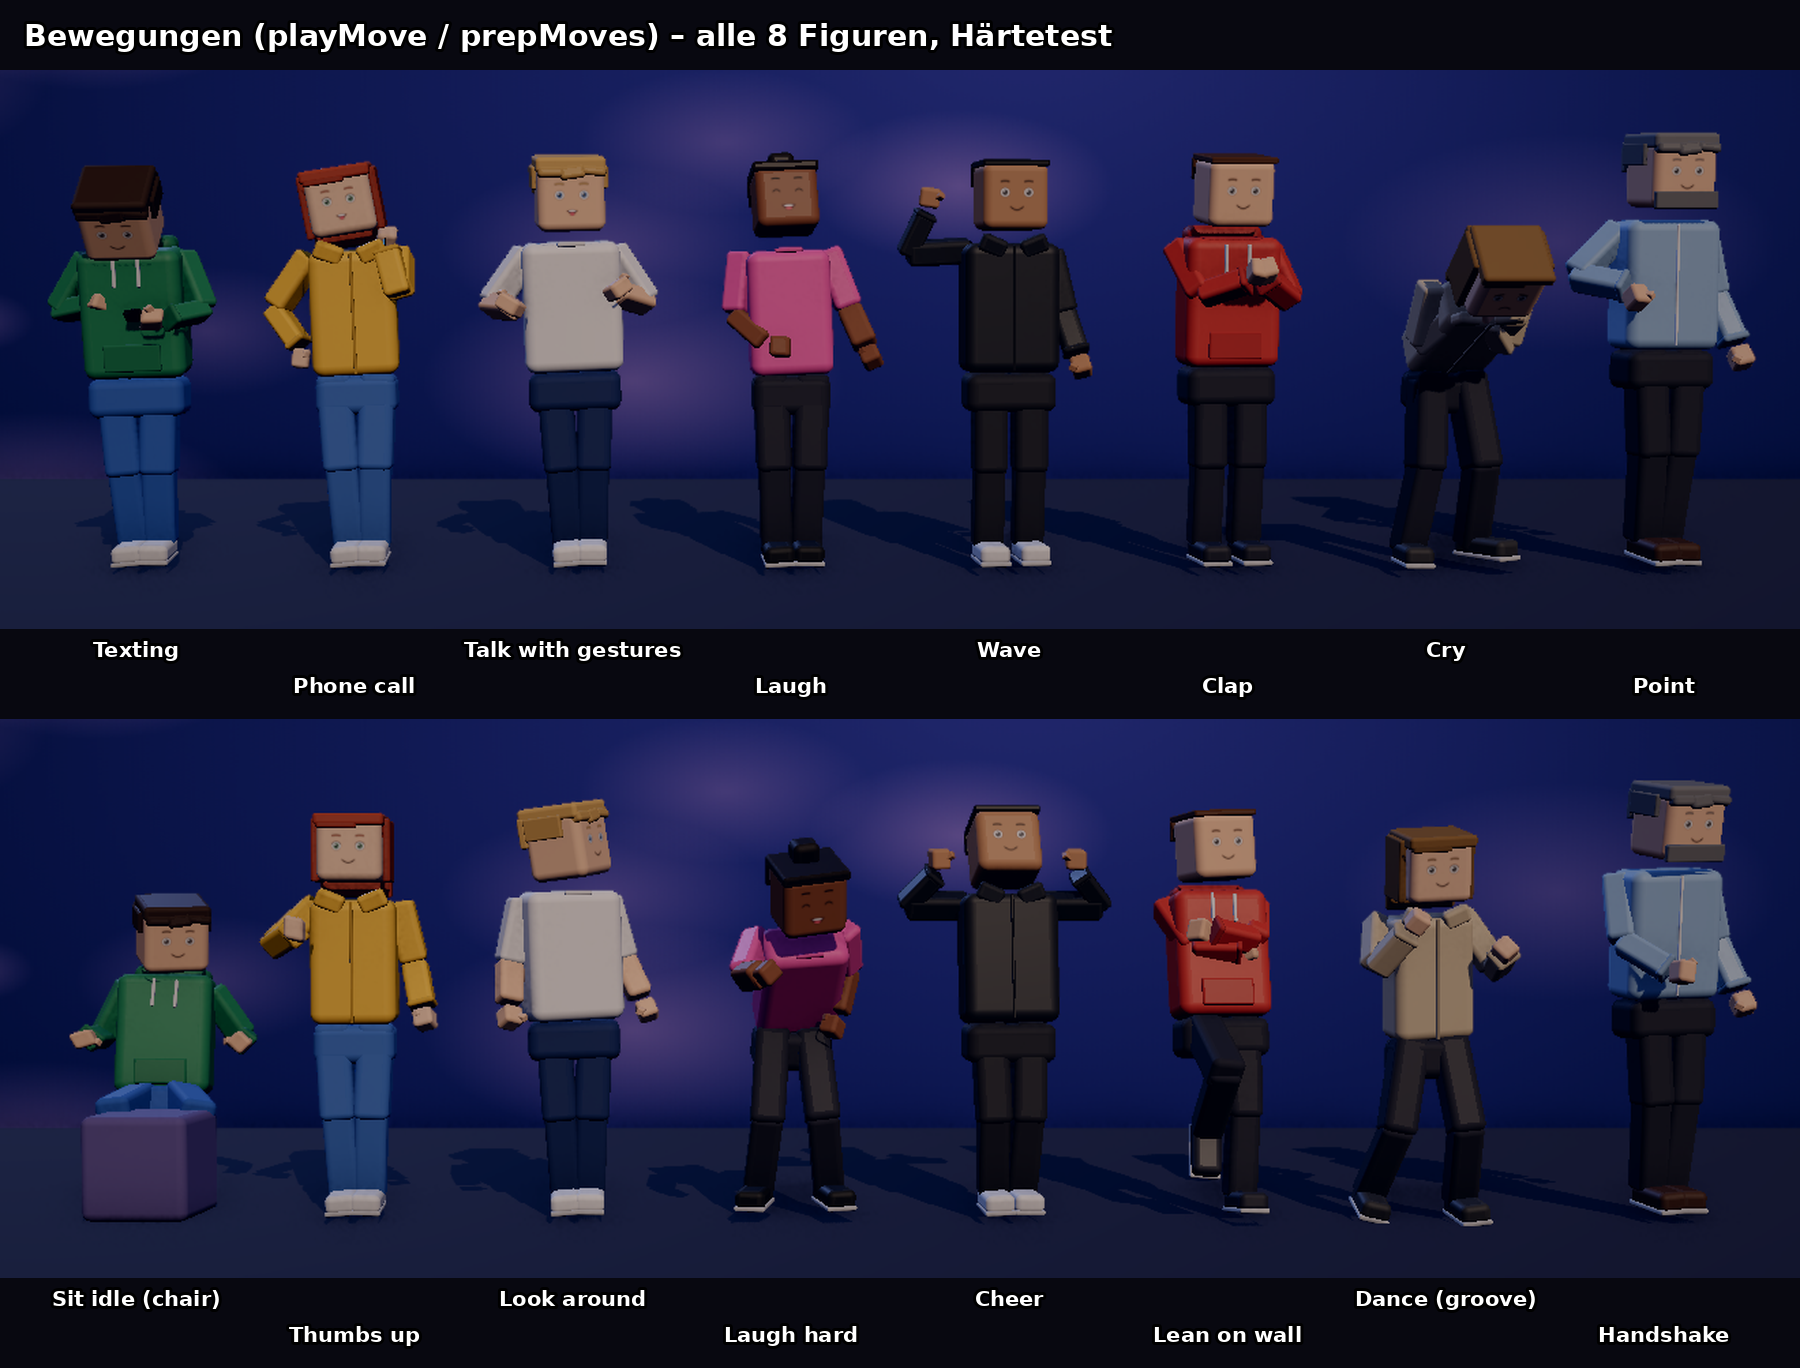 Bewegungen (playMove / prepMoves) – alle 8 Figuren, Härtetest
Texting
Phone call
Talk with gestures
Laugh
Wave
Clap
Cry
Point
Sit idle (chair)
Thumbs up
Look around
Laugh hard
Cheer
Lean on wall
Dance (groove)
Handshake